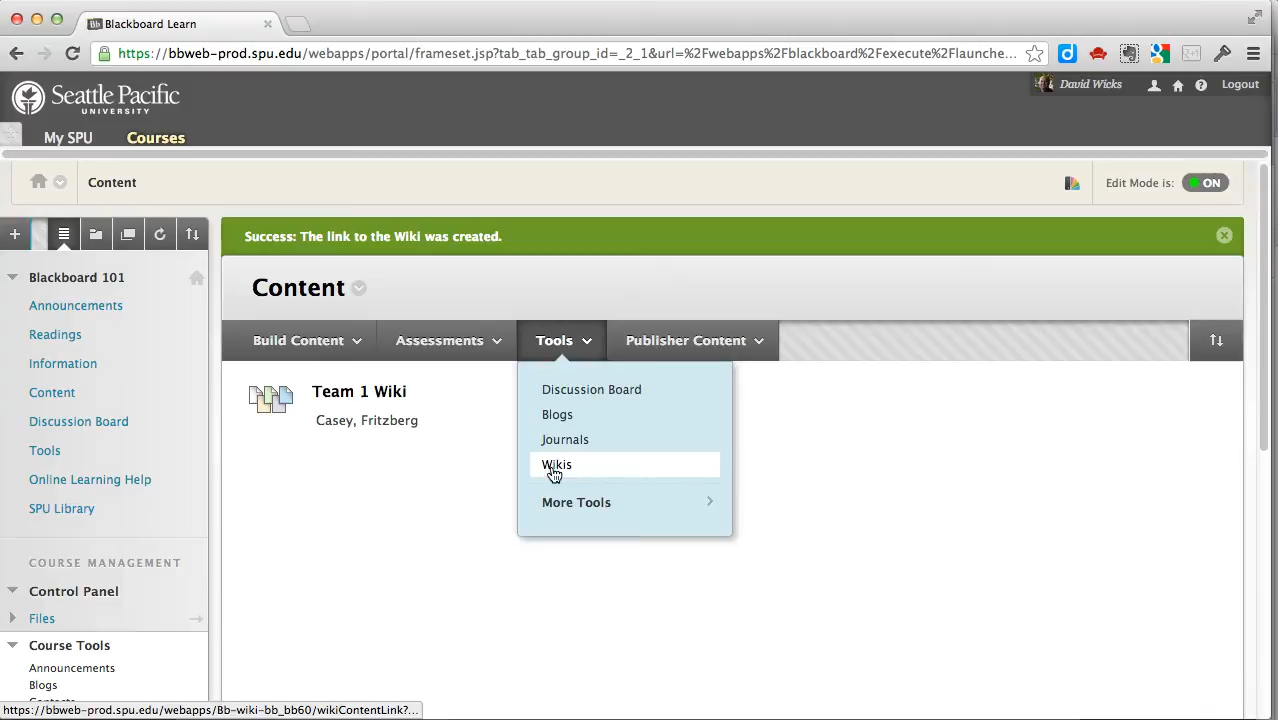 Blackboard Learn
https://bbweb-prod.spu.edu/webapps/portal/frameset.jsp?tab_tab_group_id=_2_1&url=%2Fwebapps%2Fblackboard%2Fexecute%2Flaunche...
Seattle Pacific
UNIVERSITY
David Wicks
Logout
My SPU
Courses
Content
Edit Mode is:
ON
Success: The link to the Wiki was created.
Content
Build Content
Assessments
Tools
Publisher Content
Blackboard 101
Announcements
Readings
Information
Content
Discussion Board
Tools
Online Learning Help
SPU Library
COURSE MANAGEMENT
Control Panel
Files
Course Tools
Announcements
Blogs
Team 1 Wiki
Casey, Fritzberg
Discussion Board
Blogs
Journals
Wikis
More Tools
https://bbweb-prod.spu.edu/webapps/Bb-wiki-bb_bb60/wikiContentLink?...